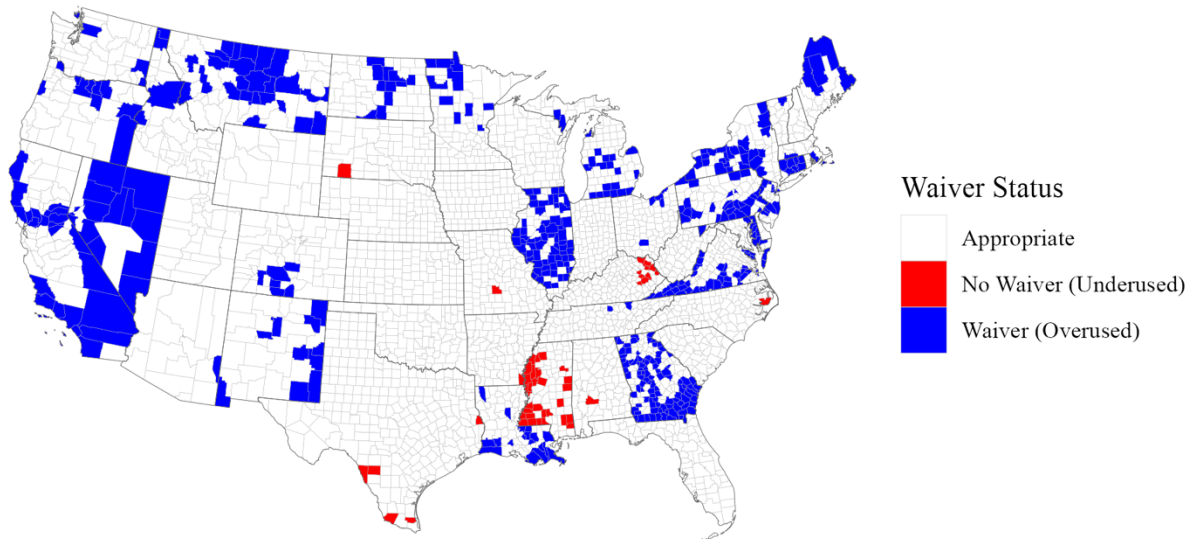 Waiver Status
Appropriate
No Waiver (Underused)
Waiver (Overused)